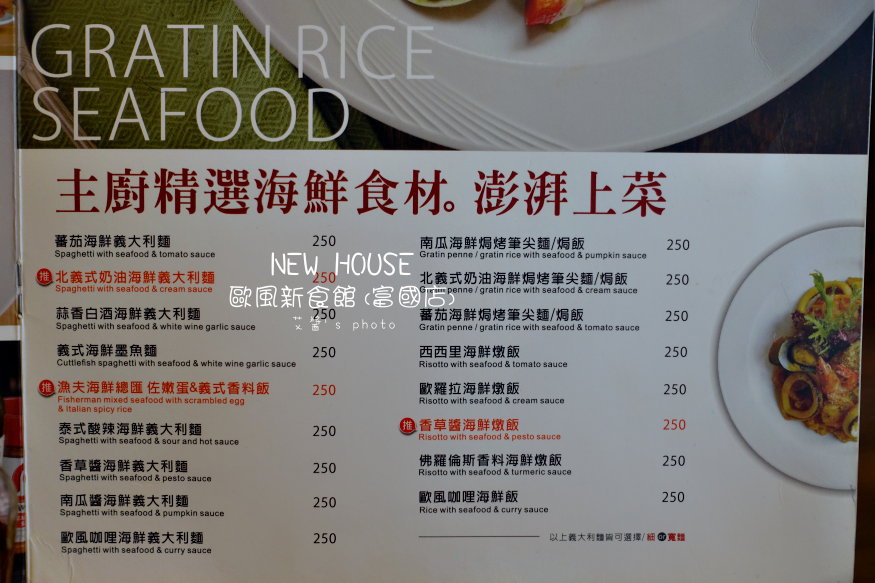 GRATIN RICE
SEAFOOD
主廚精選海鮮食材。澎湃上菜
蕃茄海鮮義大利麵 250
Spaghetti with seafood & tomato sauce
推 北義式奶油海鮮義大利麵 250
Spaghetti with seafood & cream sauce
蒜香白酒海鮮義大利麵 250
Spaghetti with seafood & white wine garlic sauce
義式海鮮墨魚麵 250
Cuttlefish spaghetti with seafood & white wine garlic sauce
推 漁夫海鮮總匯 佐嫩蛋&義式香料飯 250
Fisherman mixed seafood with scrambled egg
& Italian spicy rice
泰式酸辣海鮮義大利麵 250
Spaghetti with seafood & sour and hot sauce
香草醬海鮮義大利麵 250
Spaghetti with seafood & pesto sauce
南瓜醬海鮮義大利麵 250
Spaghetti with seafood & pumpkin sauce
歐風咖哩海鮮義大利麵 250
Spaghetti with seafood & curry sauce
南瓜海鮮焗烤筆尖麵/焗飯 250
Gratin penne / gratin rice with seafood & pumpkin sauce
北義式奶油海鮮焗烤筆尖麵/焗飯 250
Gratin penne / gratin rice with seafood & cream sauce
蕃茄海鮮焗烤筆尖麵/焗飯 250
Gratin penne / gratin rice with seafood & tomato sauce
西西里海鮮燉飯 250
Risotto with seafood & tomato sauce
歐羅拉海鮮燉飯 250
Risotto with seafood & cream sauce
推 香草醬海鮮燉飯 250
Risotto with seafood & pesto sauce
佛羅倫斯香料海鮮燉飯 250
Risotto with seafood & turmeric sauce
歐風咖哩海鮮飯 250
Rice with seafood & curry sauce
以上義大利麵皆可選擇/細or寬麵
NEW HOUSE
歐風新食館(富國店)
艾醬's photo